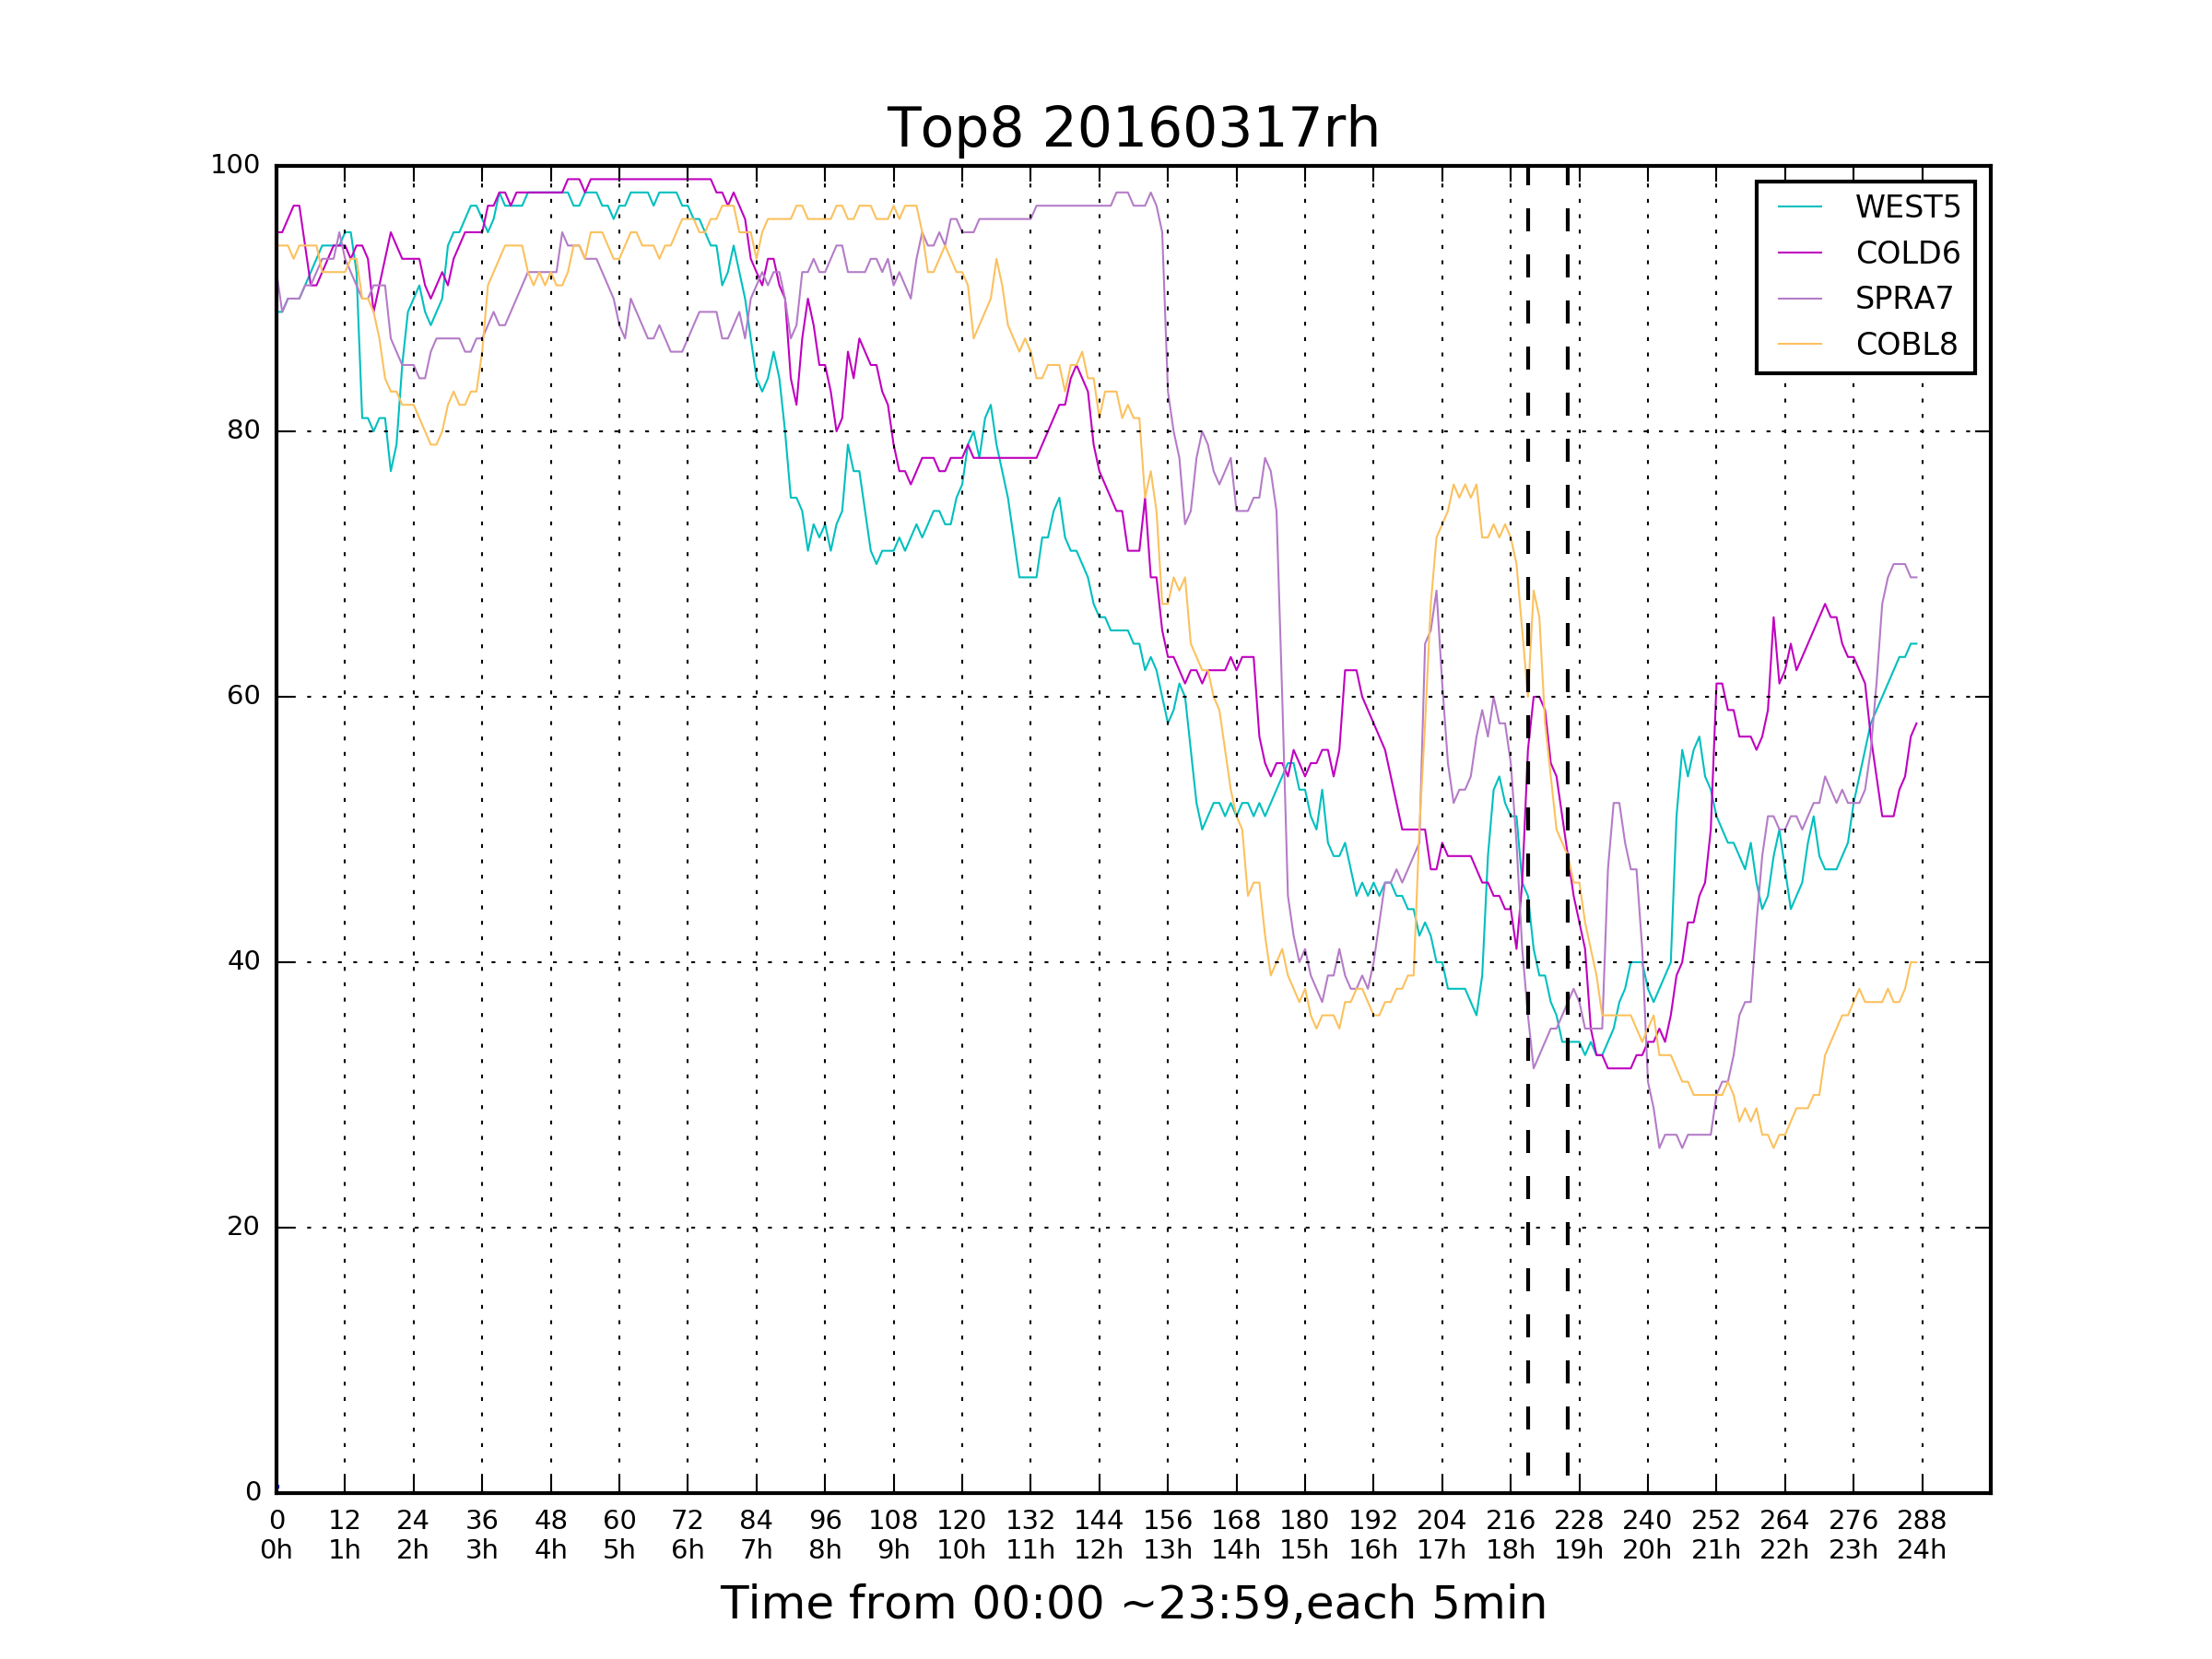 Top8 20160317rh
100
80
60
40
20
0
WEST5
COLD6
SPRA7
COBL8
0 12 24 36 48 60 72 84 96 108 120 132 144 156 168 180 192 204 216 228 240 252 264 276 288
0h 1h 2h 3h 4h 5h 6h 7h 8h 9h 10h 11h 12h 13h 14h 15h 16h 17h 18h 19h 20h 21h 22h 23h 24h
Time from 00:00 ~23:59,each 5min